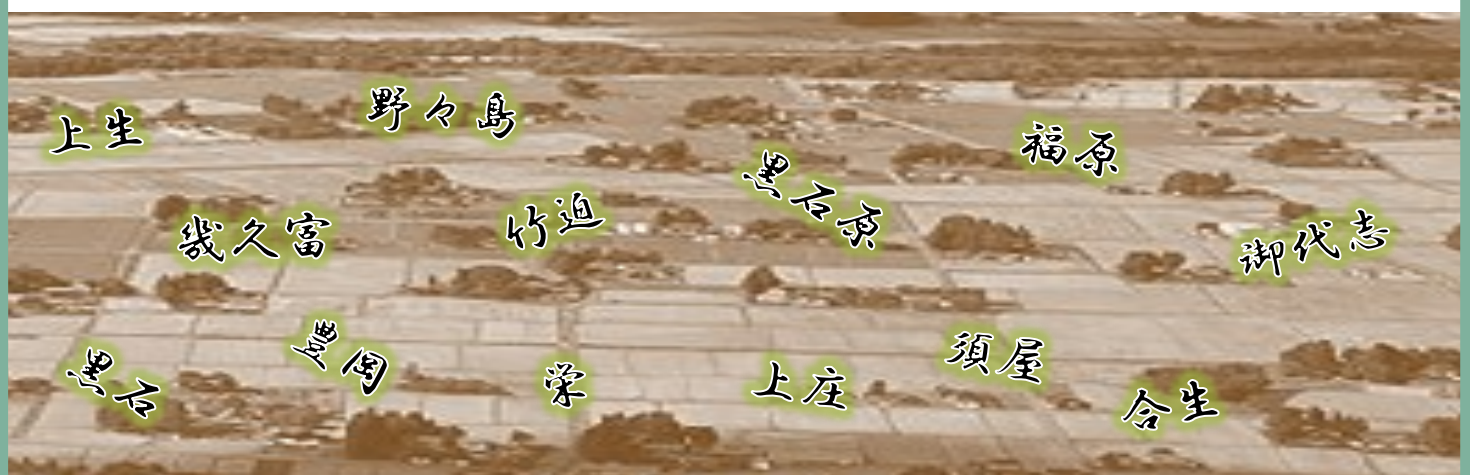 上生
野々島
福原
黒石原
幾久富
竹迫
御代志
黒石
豊岡
栄
上庄
須屋
合生